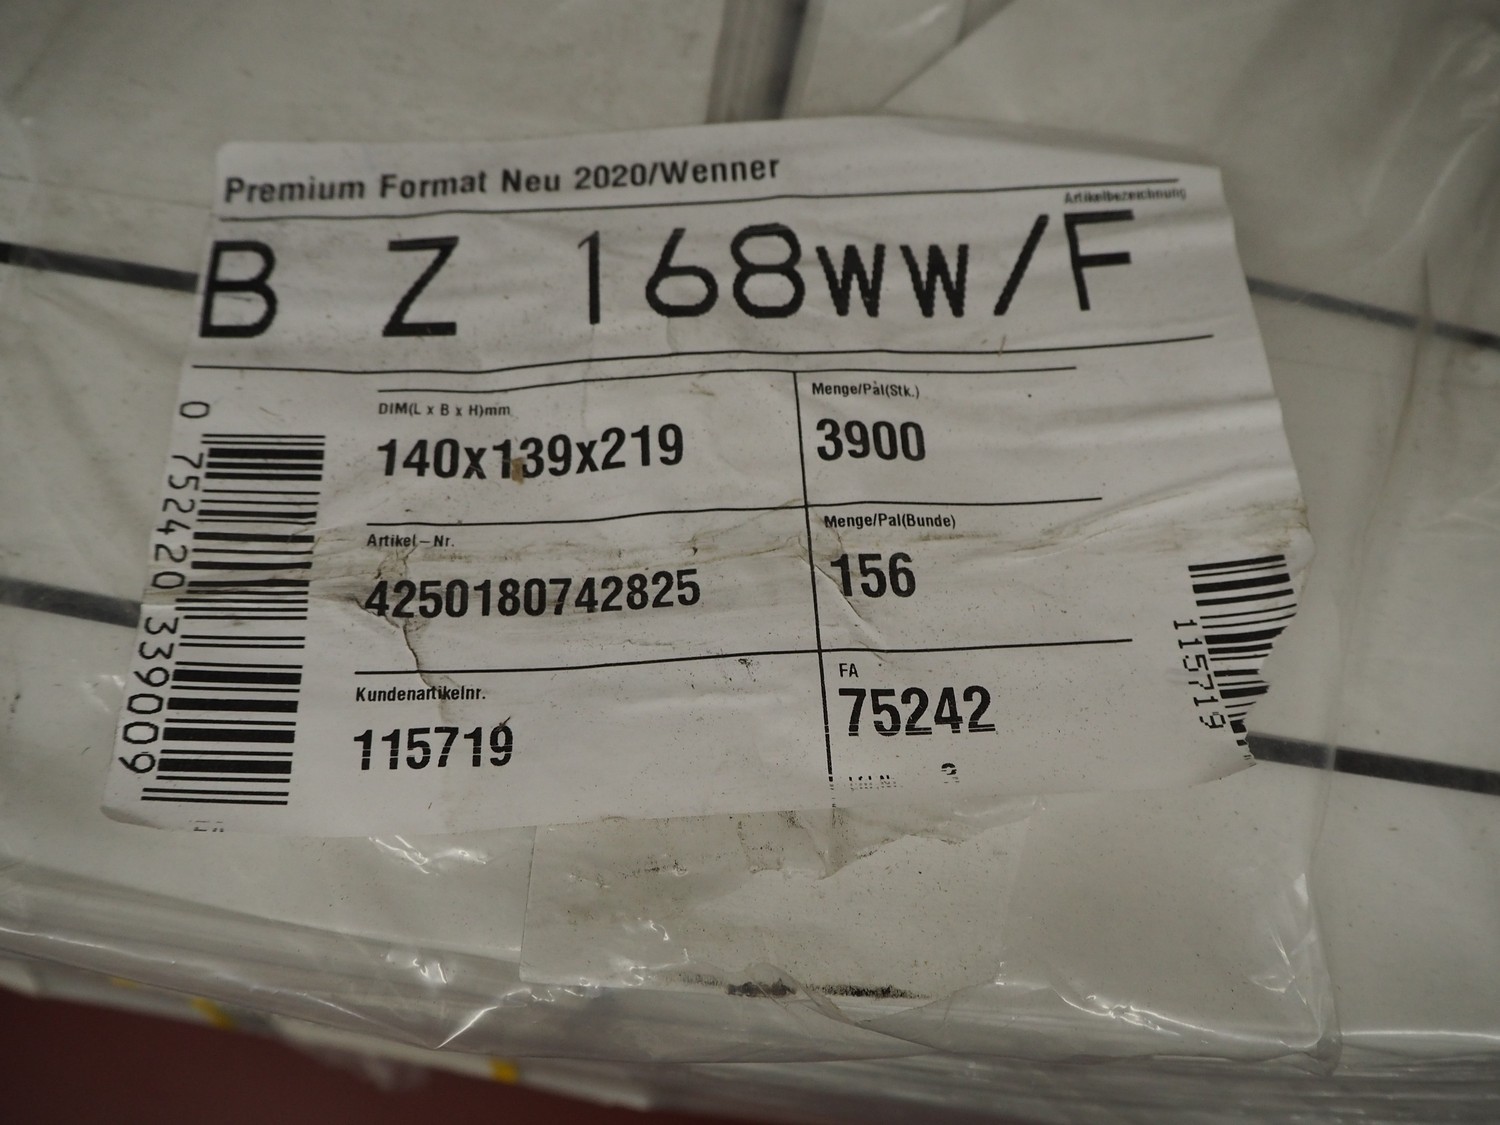 Premium Format Neu 2020/Wenner
Artikelbezeichnung
B Z 168WW/F
DIM(L x B x H)mm
140x139x219
Menge/Pal(Stk.)
3900
Artikel-Nr.
4250180742825
Menge/Pal(Bunde)
156
Kundenartikelnr.
115719
FA
75242
0 752420 339009
115719